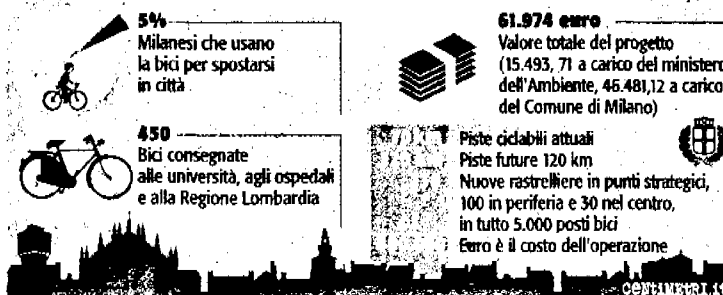 5%
Milanesi che usano
la bici per spostarsi
in città
450
Bici consegnate
alle università, agli ospedali
e alla Regione Lombardia
61.974 euro
Valore totale del progetto
(15.493, 71 a carico del ministero
dell'Ambiente, 46.481,12 a carico
del Comune di Milano)
Piste ciclabili attuali
Piste future 120 km
Nuove rastrelliere in punti strategici,
100 in periferia e 30 nel centro,
in tutto 5.000 posti bici
Euro è il costo dell'operazione
CENTIMETRI.IT